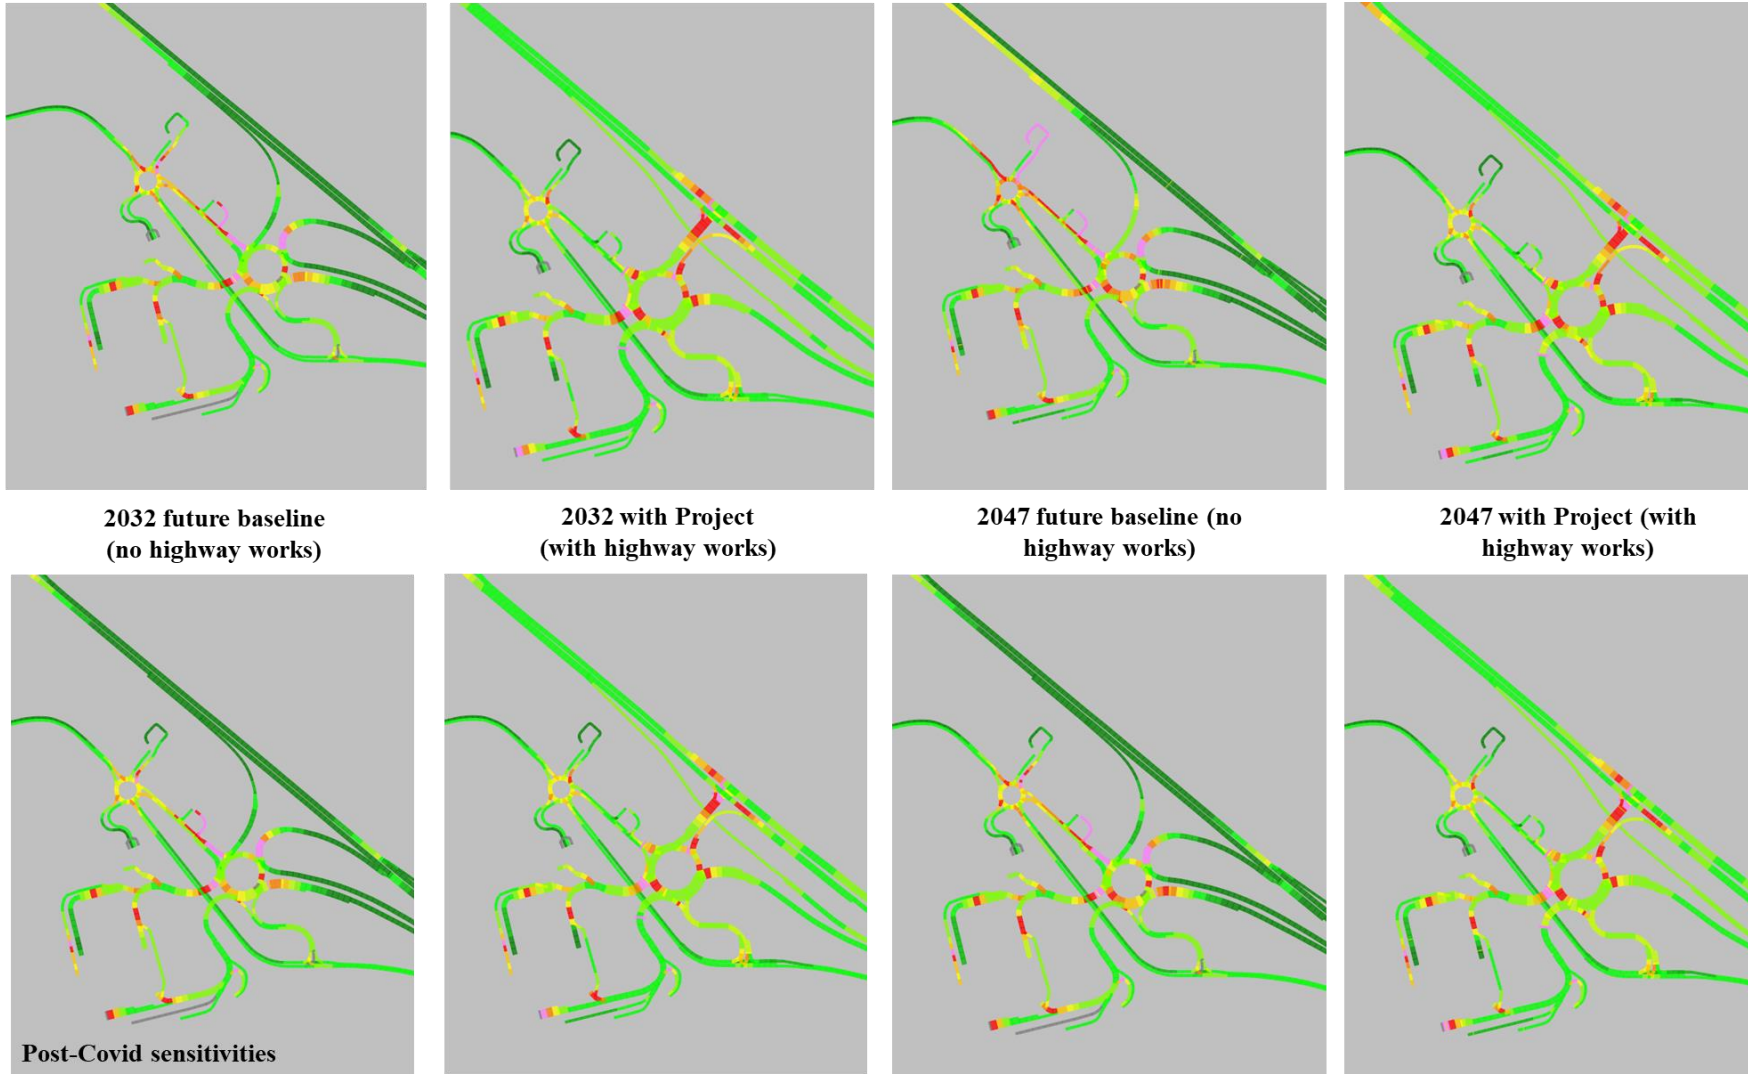 2032 future baseline
(no highway works)
2032 with Project
(with highway works)
2047 future baseline (no
highway works)
2047 with Project (with
highway works)
Post-Covid sensitivities